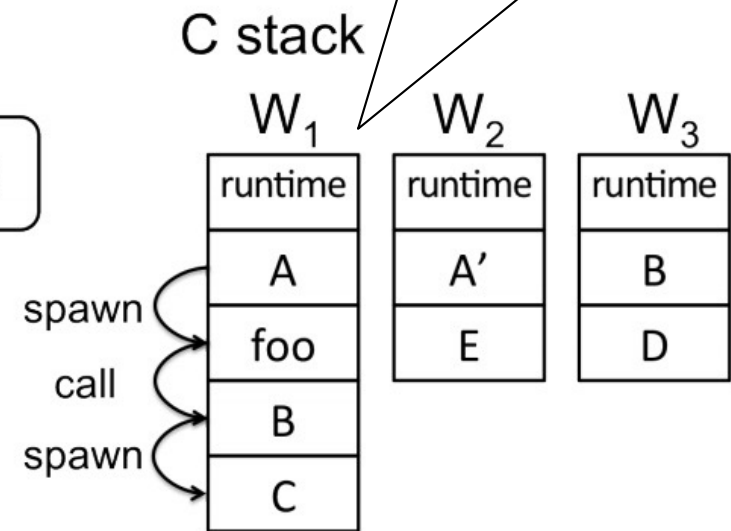 C stack
W₁ W₂ W₃
runtime runtime runtime
A A′ B
spawn
foo E D
call
B
spawn
C